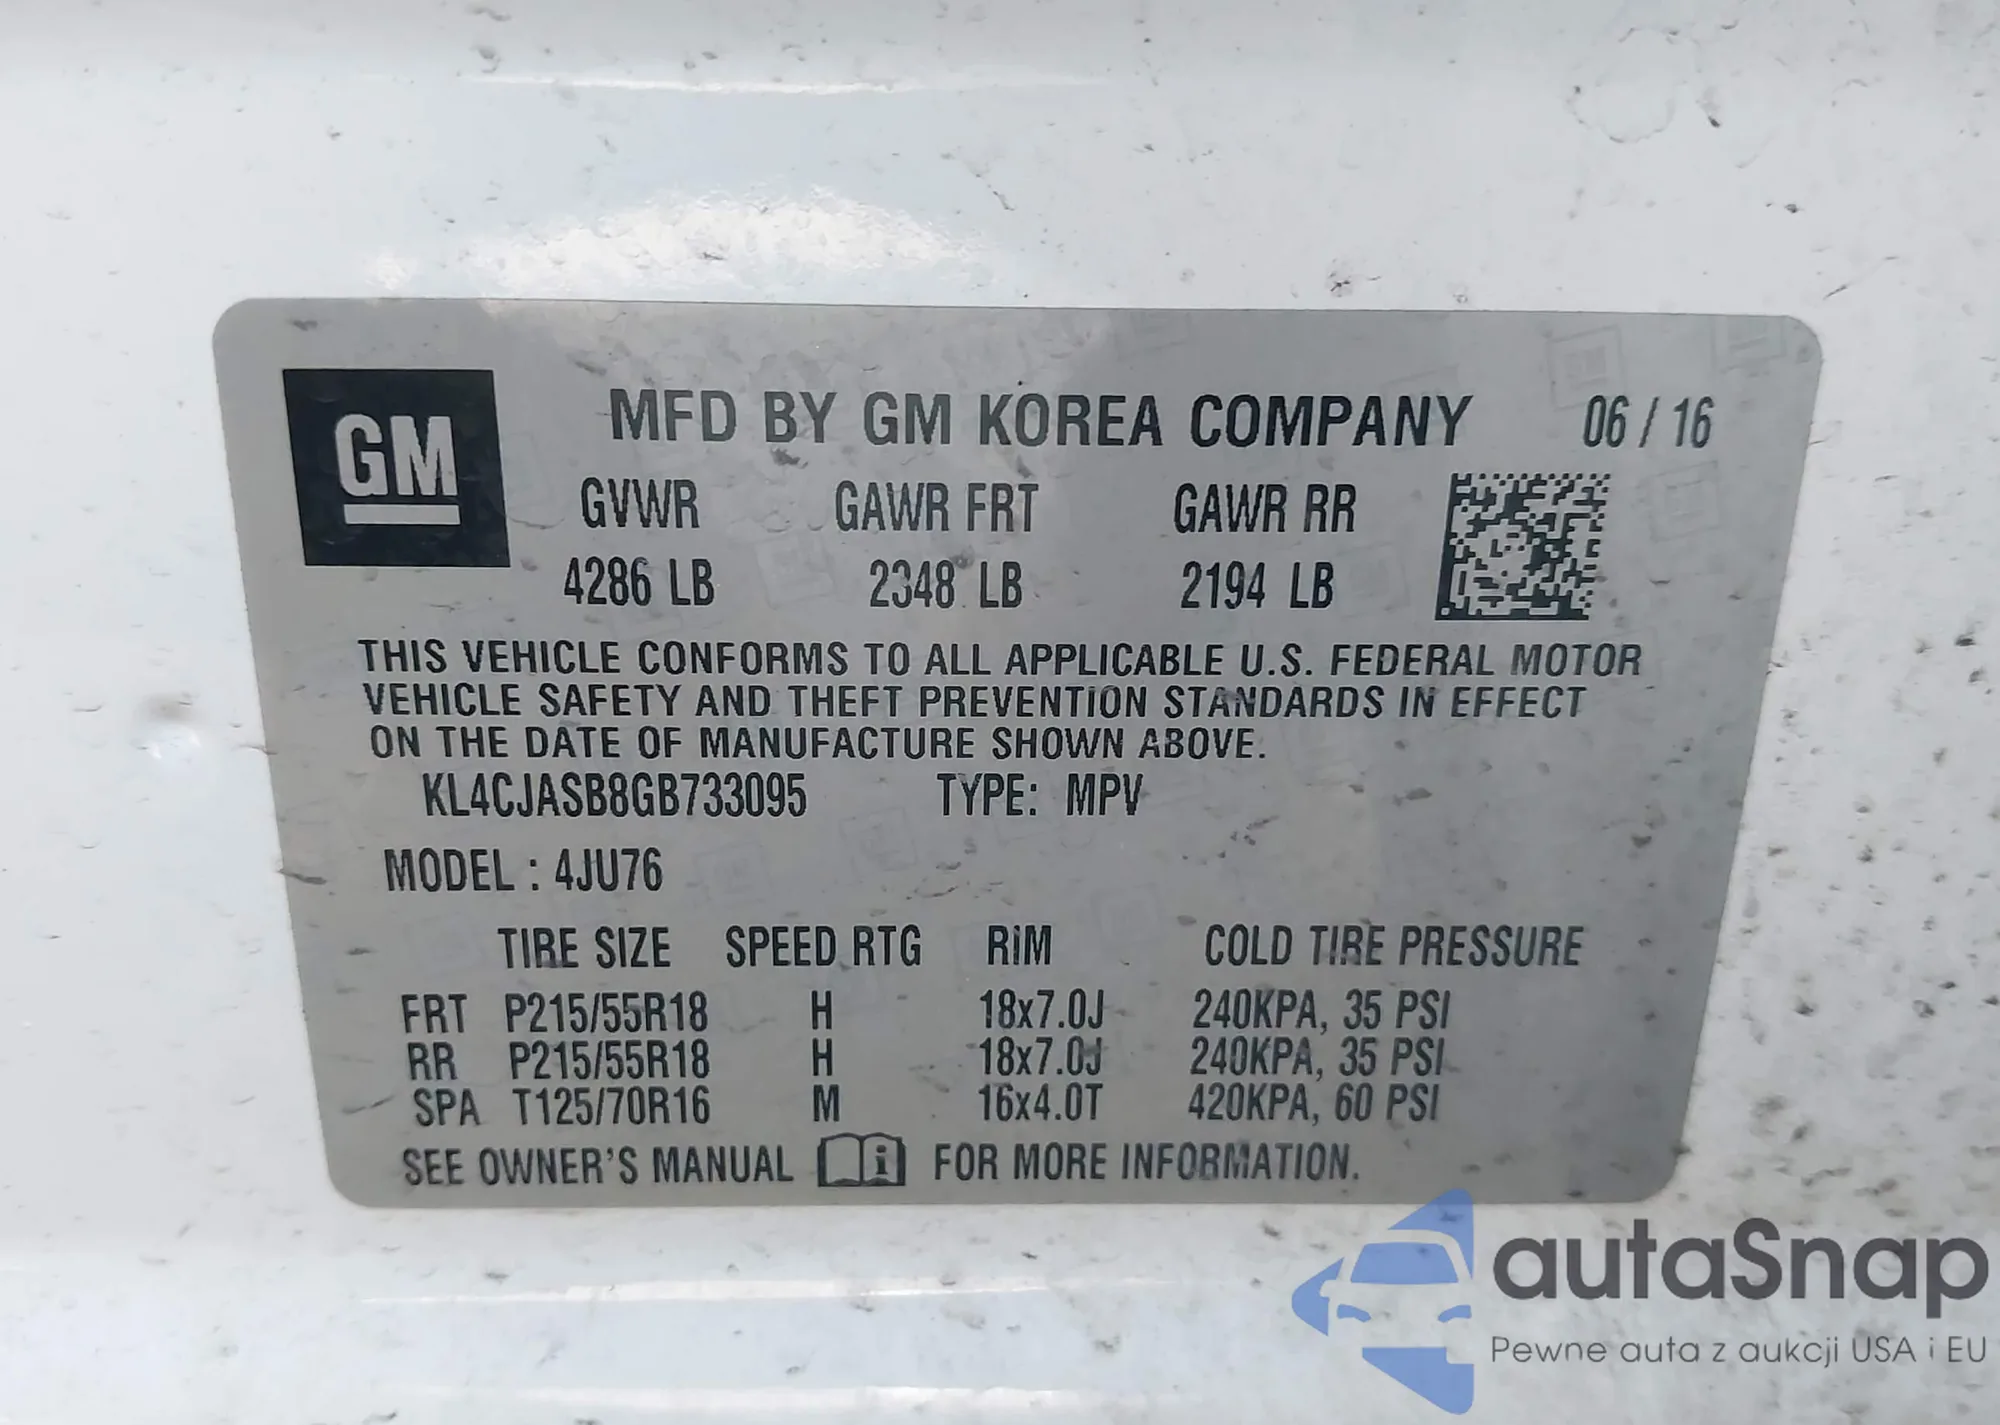 GM
MFD BY GM KOREA COMPANY 06 / 16
GVWR GAWR FRT GAWR RR
4286 LB 2348 LB 2194 LB
THIS VEHICLE CONFORMS TO ALL APPLICABLE U.S. FEDERAL MOTOR
VEHICLE SAFETY AND THEFT PREVENTION STANDARDS IN EFFECT
ON THE DATE OF MANUFACTURE SHOWN ABOVE.
KL4CJASB8GB733095 TYPE: MPV
MODEL : 4JU76
TIRE SIZE SPEED RTG RIM COLD TIRE PRESSURE
FRT P215/55R18 H 18x7.0J 240KPA, 35 PSI
RR P215/55R18 H 18x7.0J 240KPA, 35 PSI
SPA T125/70R16 M 16x4.0T 420KPA, 60 PSI
SEE OWNER'S MANUAL i FOR MORE INFORMATION.
autaSnap
Pewne auta z aukcji USA i EU